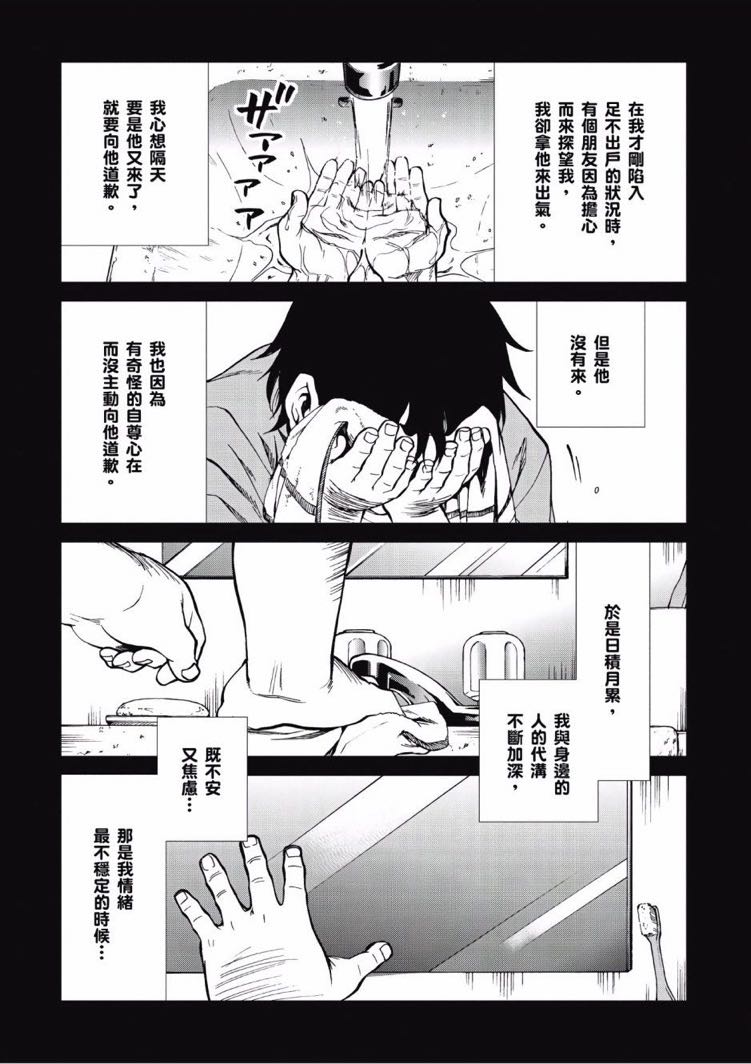 在我才剛陷入
足不出戶的狀況時，
有個朋友因為擔心
而來探望我，
我卻拿他來出氣。
ザァァァァ
我心想隔天
要是他又來了，
就要向他道歉。
但是他
沒有來。
我也因為
有奇怪的自尊心在
而沒主動向他道歉。
於是日積月累，
我與身邊的
人的代溝
不斷加深，
既不安
又焦慮…
那是我情緒
最不穩定的時候…